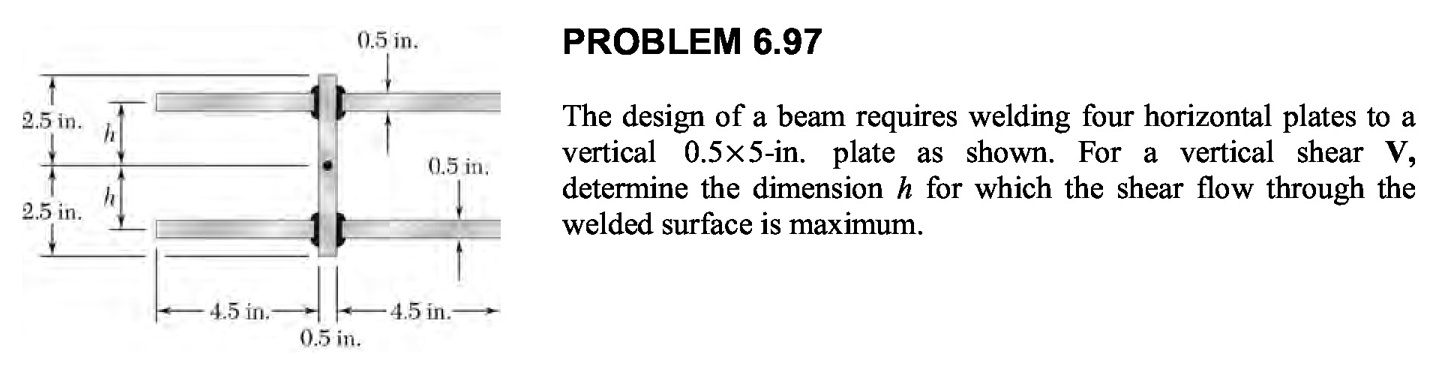 0.5 in.
PROBLEM 6.97
2.5 in.
h
The design of a beam requires welding four horizontal plates to a
vertical 0.5×5-in. plate as shown. For a vertical shear V,
determine the dimension h for which the shear flow through the
welded surface is maximum.
0.5 in.
h
2.5 in.
4.5 in.
4.5 in.
0.5 in.